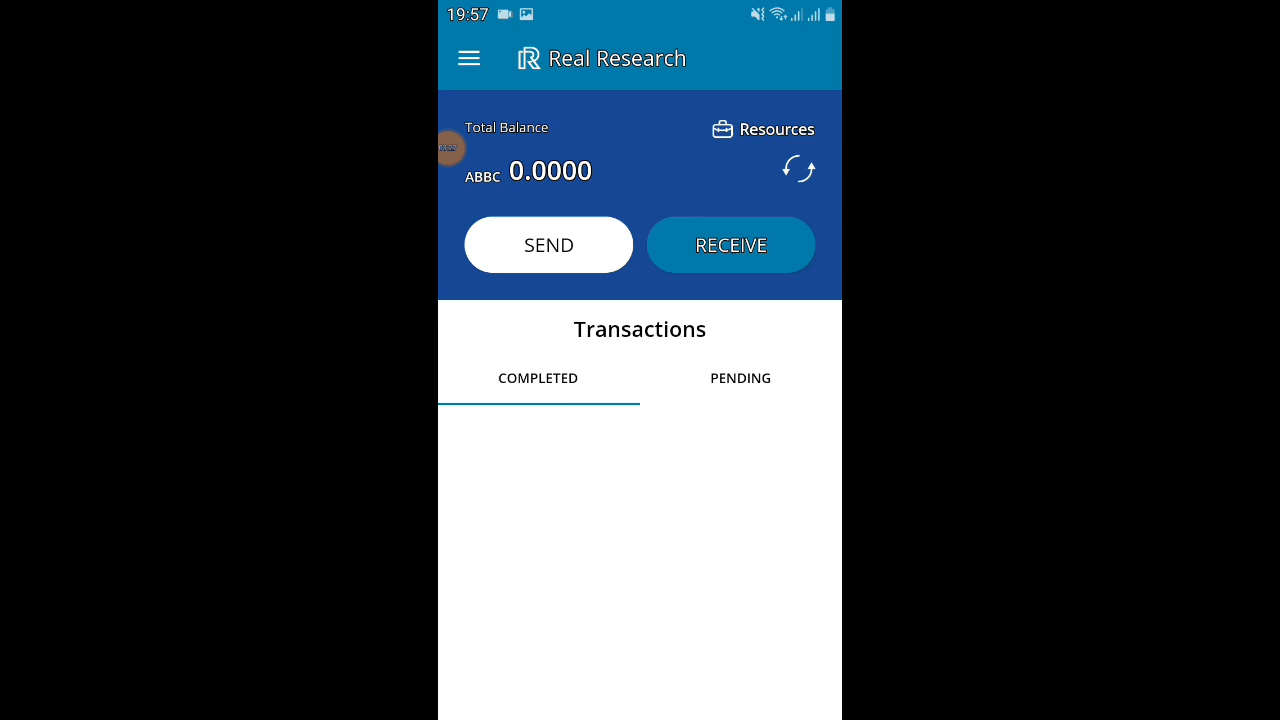 19:57
Real Research
Total Balance
Resources
ABBC 0.0000
SEND
RECEIVE
Transactions
COMPLETED
PENDING